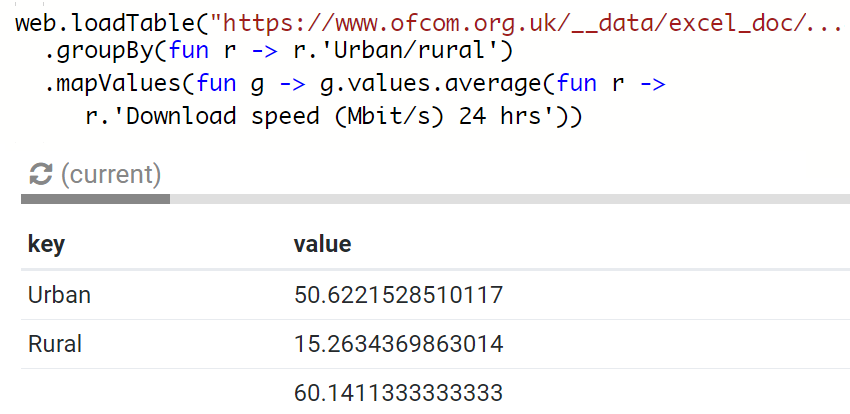 web.loadTable("https://www.ofcom.org.uk/__data/excel_doc/...
.groupBy(fun r -> r.'Urban/rural')
.mapValues(fun g -> g.values.average(fun r ->
r.'Download speed (Mbit/s) 24 hrs'))
(current)
key value
Urban 50.6221528510117
Rural 15.2634369863014
60.1411333333333